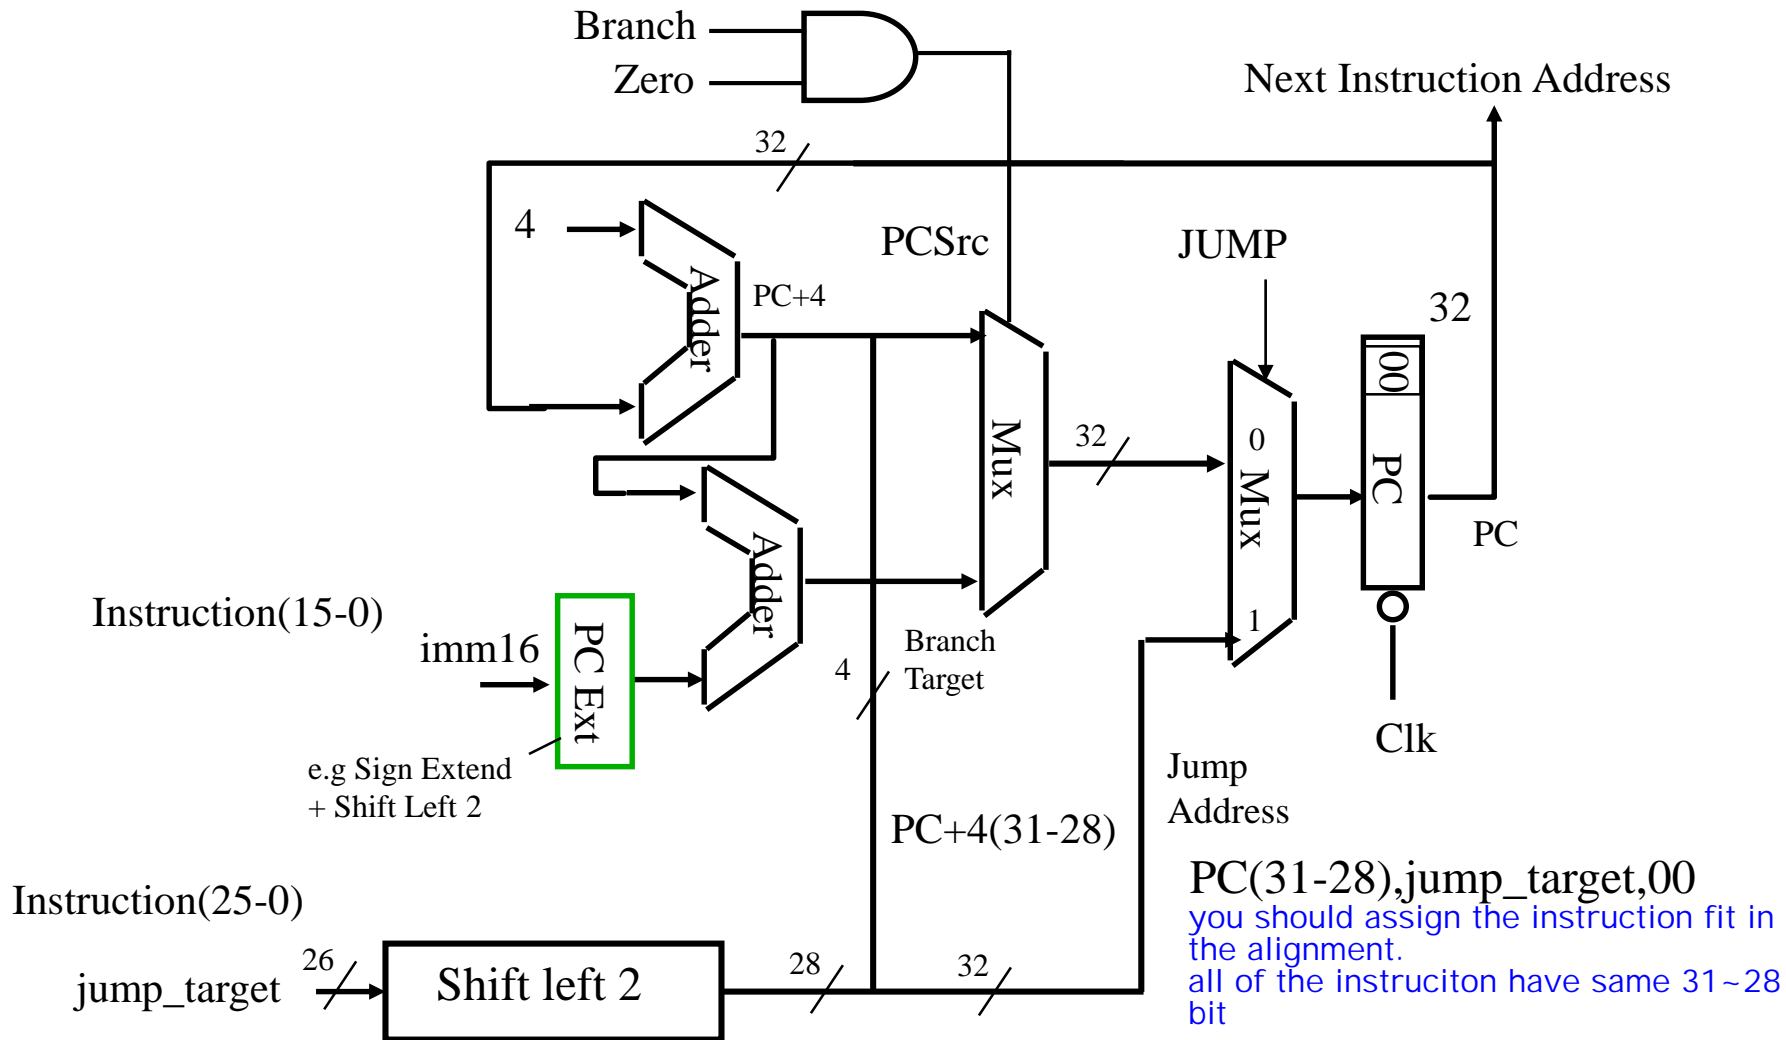 Branch
Zero
Next Instruction Address
32
4
Adder
PC+4
PCSrc
JUMP
32
00
PC
PC
Mux
32
0
Mux
1
Adder
Instruction(15-0)
imm16
PC Ext
Branch
Target
4
Clk
e.g Sign Extend
+ Shift Left 2
Jump
Address
PC+4(31-28)
PC(31-28),jump_target,00
you should assign the instruction fit in
the alignment.
all of the instruciton have same 31~28
bit
Instruction(25-0)
jump_target
26
Shift left 2
28
32